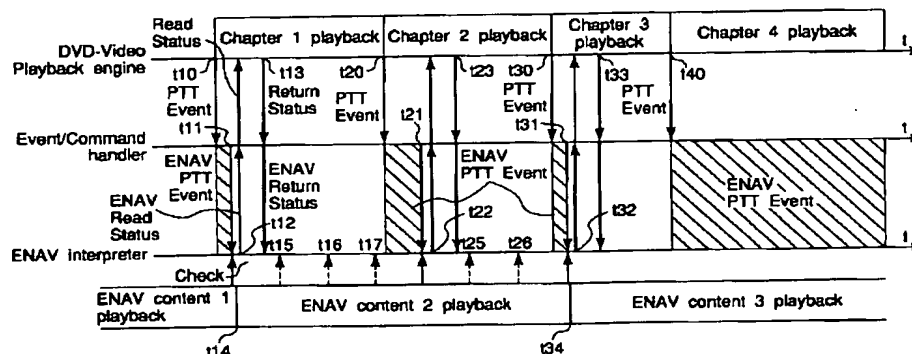 Read
Status
Chapter 1 playback
Chapter 2 playback
Chapter 3
playback
Chapter 4 playback
t
DVD-Video
Playback engine
t10
t13
t20
t23
t30
t33
t40
PTT
Event
Return
Status
PTT
Event
PTT
Event
PTT
Event
t11
t21
t31
t
Event/Command
handler
ENAV
PTT
Event
ENAV
Return
Status
ENAV
PTT Event
ENAV
PTT Event
ENAV
Read
Status
t12
t22
t32
t15
t16
t17
t25
t26
t
ENAV interpreter
Check
ENAV content 1
playback
ENAV content 2 playback
ENAV content 3 playback
t14
t34